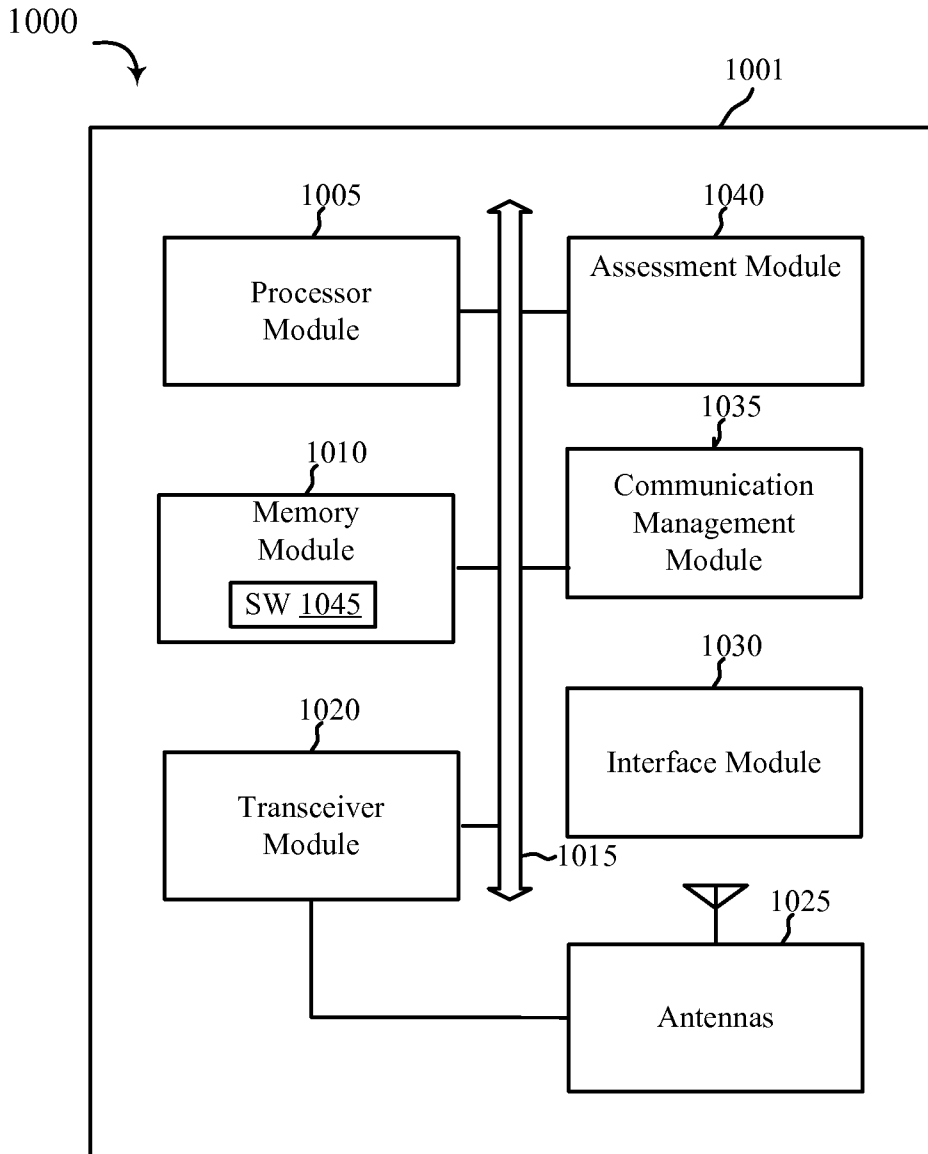 1000
1001
1005
Processor
Module
1040
Assessment Module
1010
Memory
Module
SW 1045
1035
Communication
Management
Module
1020
Transceiver
Module
1030
Interface Module
1015
1025
Antennas